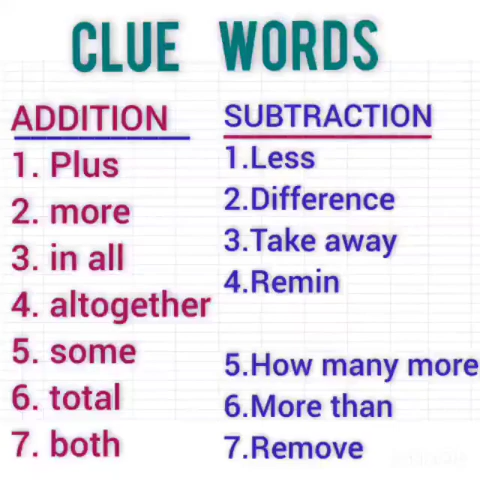 CLUE WORDS
ADDITION
1. Plus
2. more
3. in all
4. altogether
5. some
6. total
7. both
SUBTRACTION
1.Less
2.Difference
3.Take away
4.Remin
5.How many more
6.More than
7.Remove